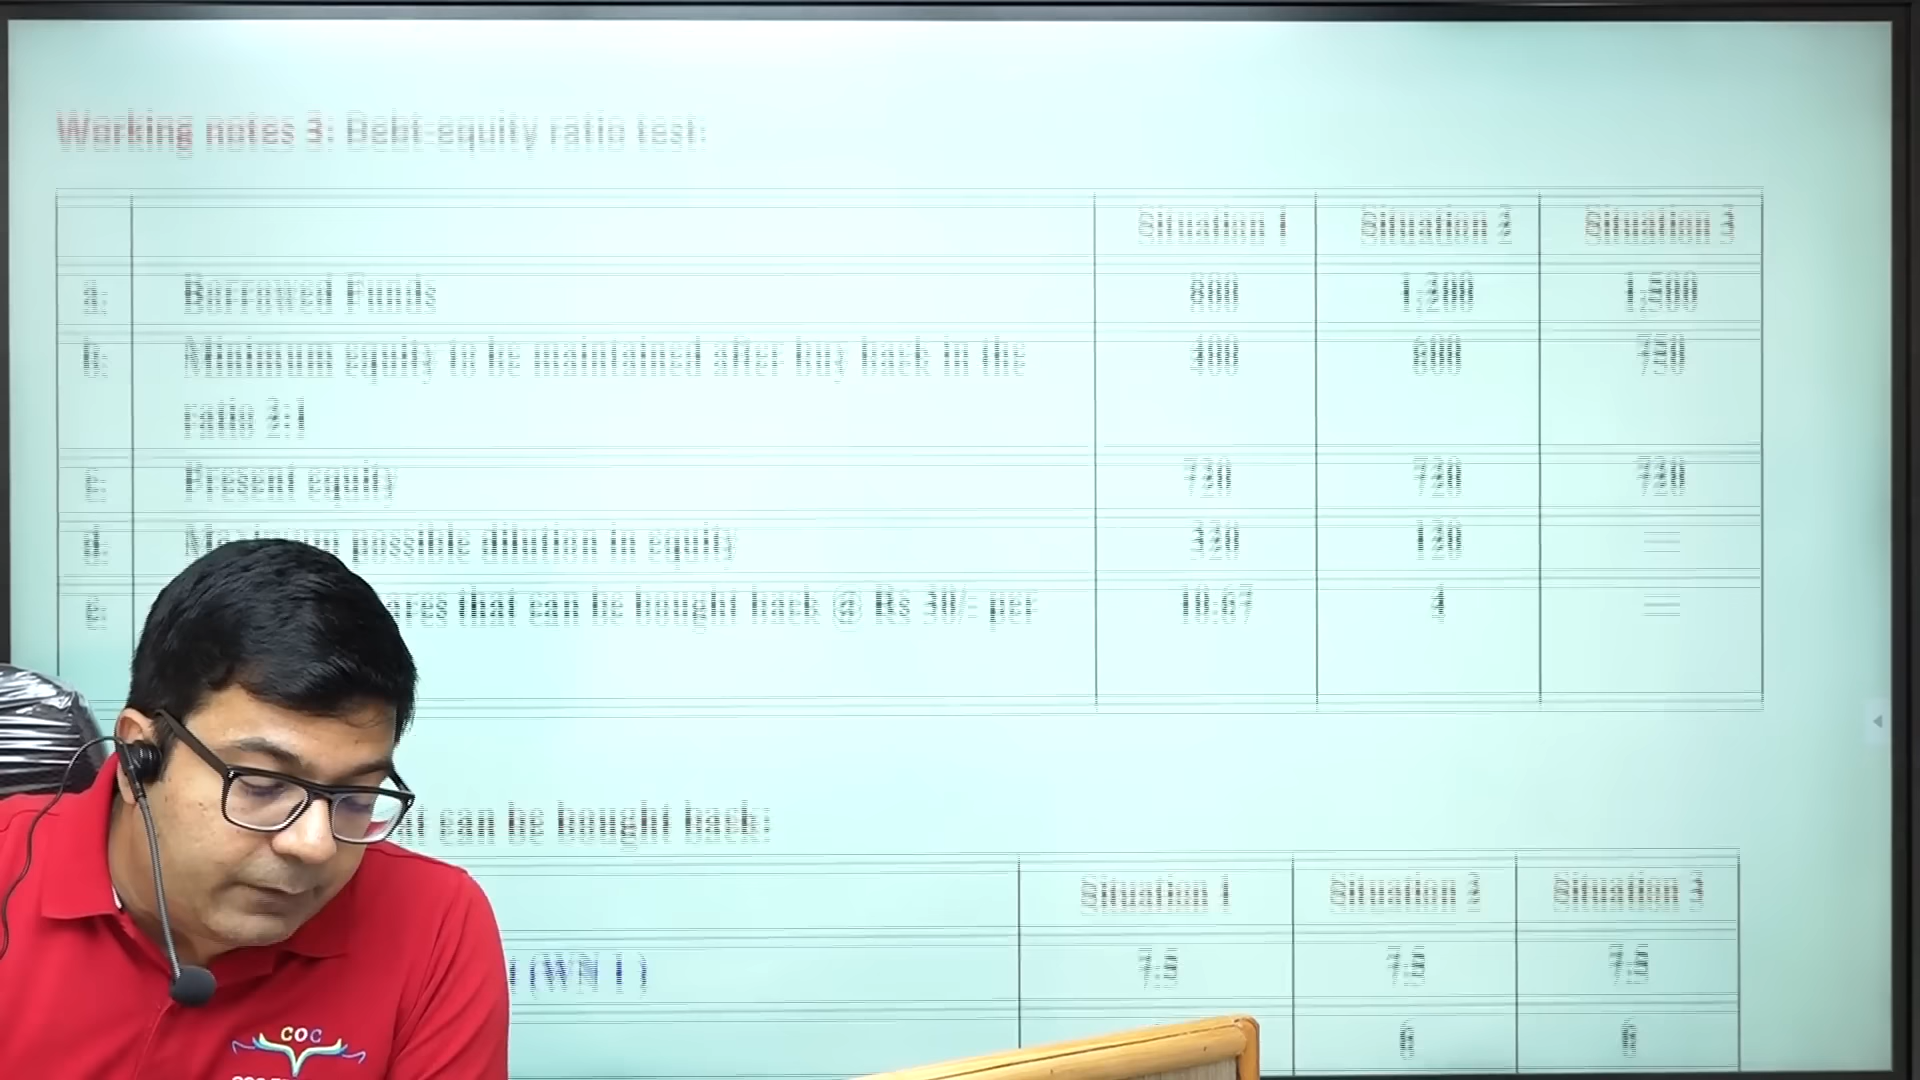 Working notes 3: Debt-equity ratio test:
Situation 1 Situation 2 Situation 3
a. Borrowed Funds 800 1,200 1,500
b. Minimum equity to be maintained after buy back in the 400 600 750
ratio 2:1
c. Present equity 720 720 720
d. Maximum possible dilution in equity 320 120
e. ares that can be bought back @ Rs 30/- per 10.67 4
at can be bought back:
Situation 1 Situation 2 Situation 3
(WN 1) 7.5 7.5 7.5
6 6
COC